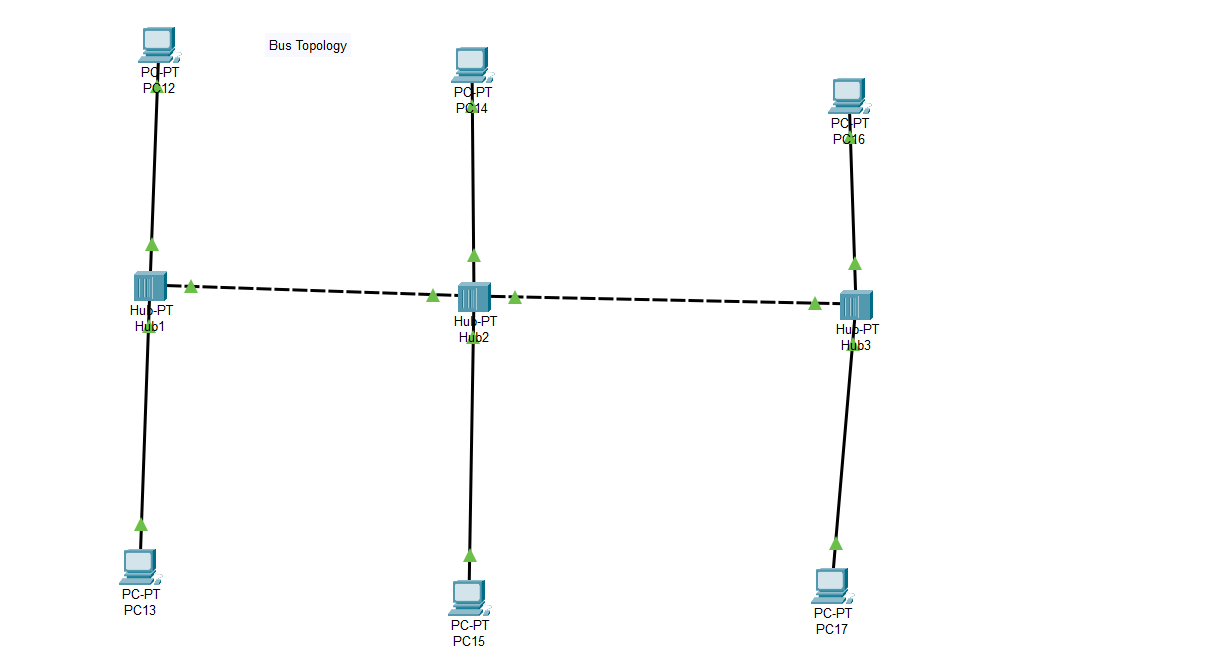 Bus Topology
PC-PT
PC12
PC-PT
PC14
PC-PT
PC16
Hub-PT
Hub1
Hub-PT
Hub2
Hub-PT
Hub3
PC-PT
PC13
PC-PT
PC15
PC-PT
PC17